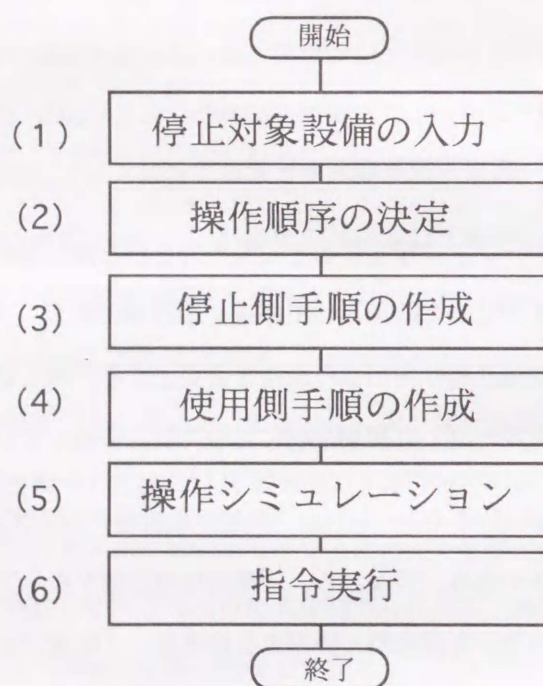 開始
(1) 停止対象設備の入力
(2) 操作順序の決定
(3) 停止側手順の作成
(4) 使用側手順の作成
(5) 操作シミュレーション
(6) 指令実行
終了